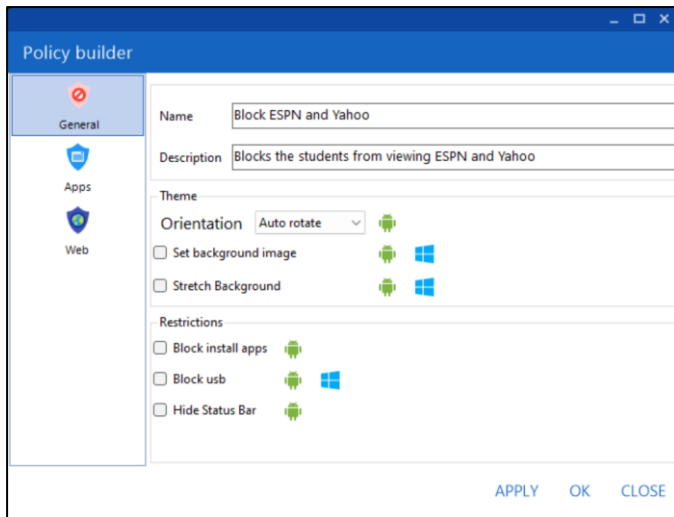 Policy builder
General
Apps
Web
Name Block ESPN and Yahoo
Description Blocks the students from viewing ESPN and Yahoo
Theme
Orientation Auto rotate
Set background image
Stretch Background
Restrictions
Block install apps
Block usb
Hide Status Bar
APPLY OK CLOSE